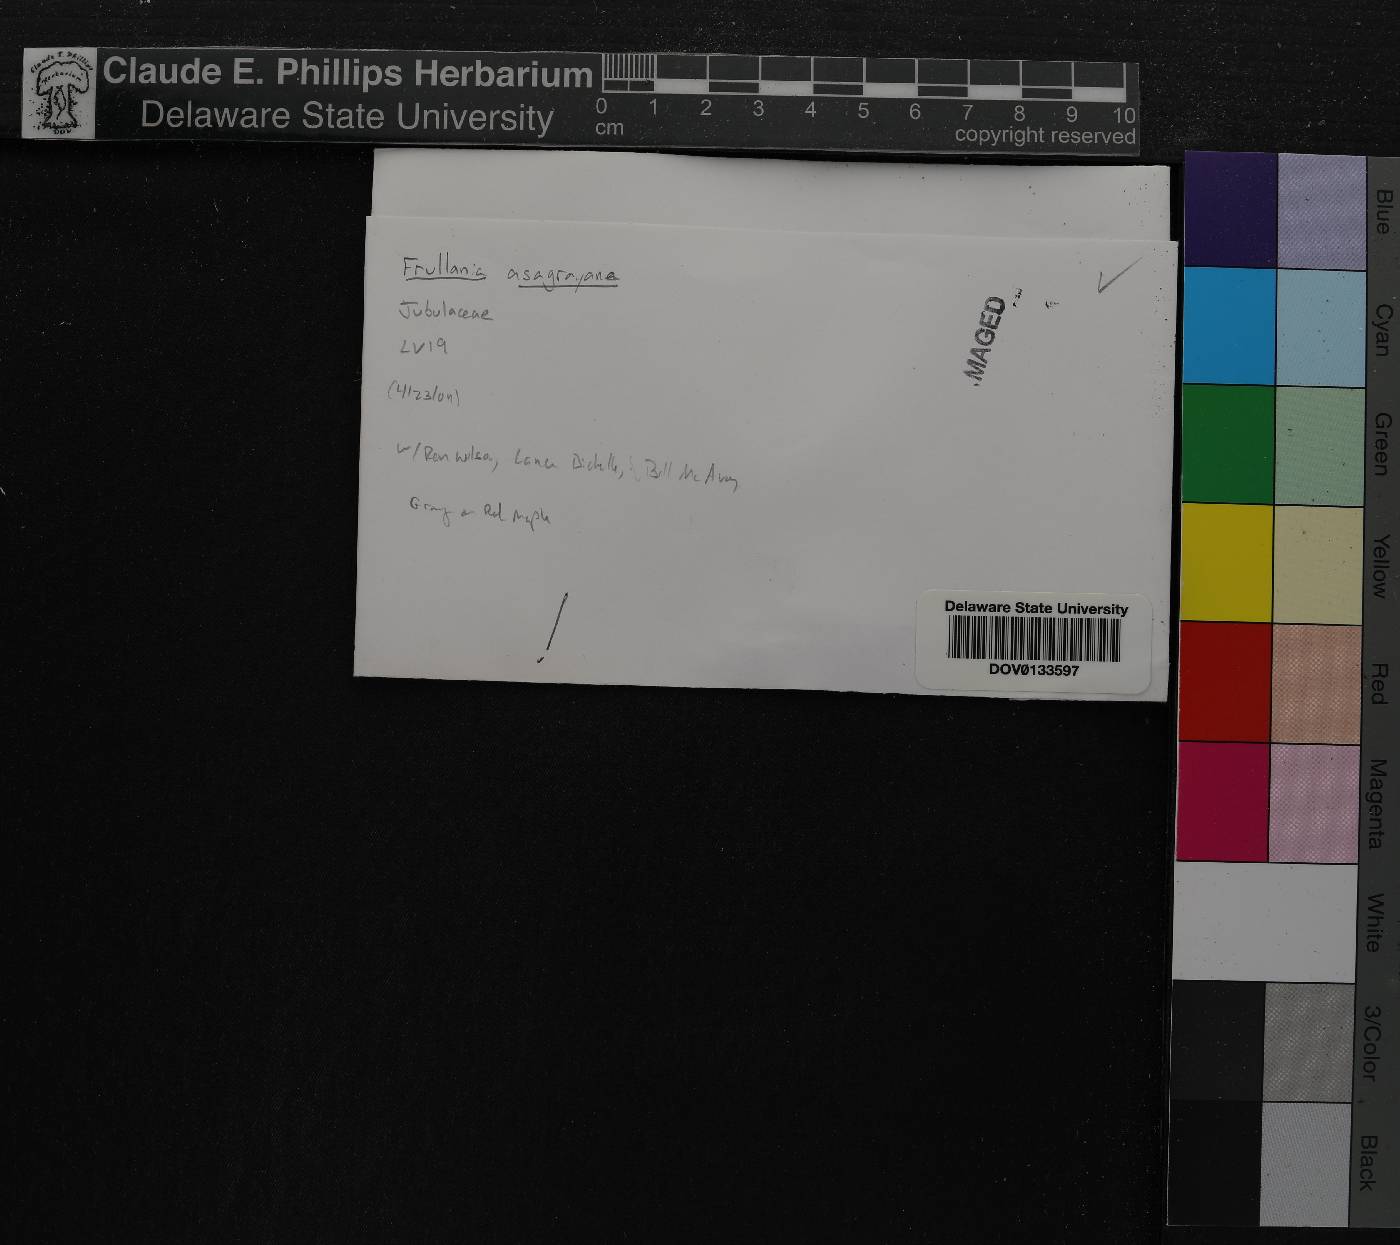 Claude E. Phillips Herbarium
Delaware State University
0 1 2 3 4 5 6 7 8 9 10
cm
copyright reserved
Frullania asagrayana
Jubulaceae
LV19
(4/23/04)
w/ Ron Wilson, Lance Biechele, Bill McAvoy
Gray on Red Maple
IMAGED
Delaware State University
DOV0133597
Blue
Cyan
Green
Yellow
Red
Magenta
White
3/Color
Black